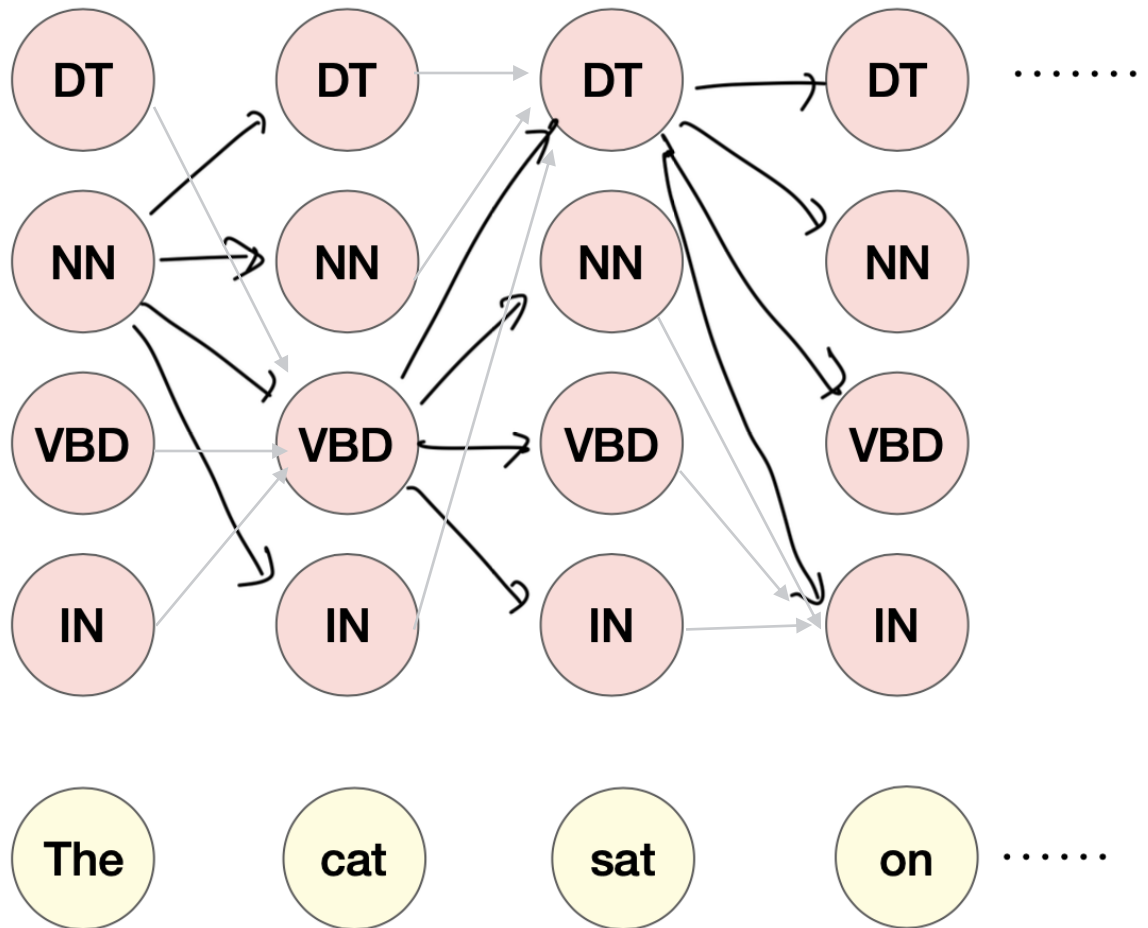 DT DT DT DT .......
NN NN NN NN
VBD VBD VBD VBD
IN IN IN IN
The cat sat on ......